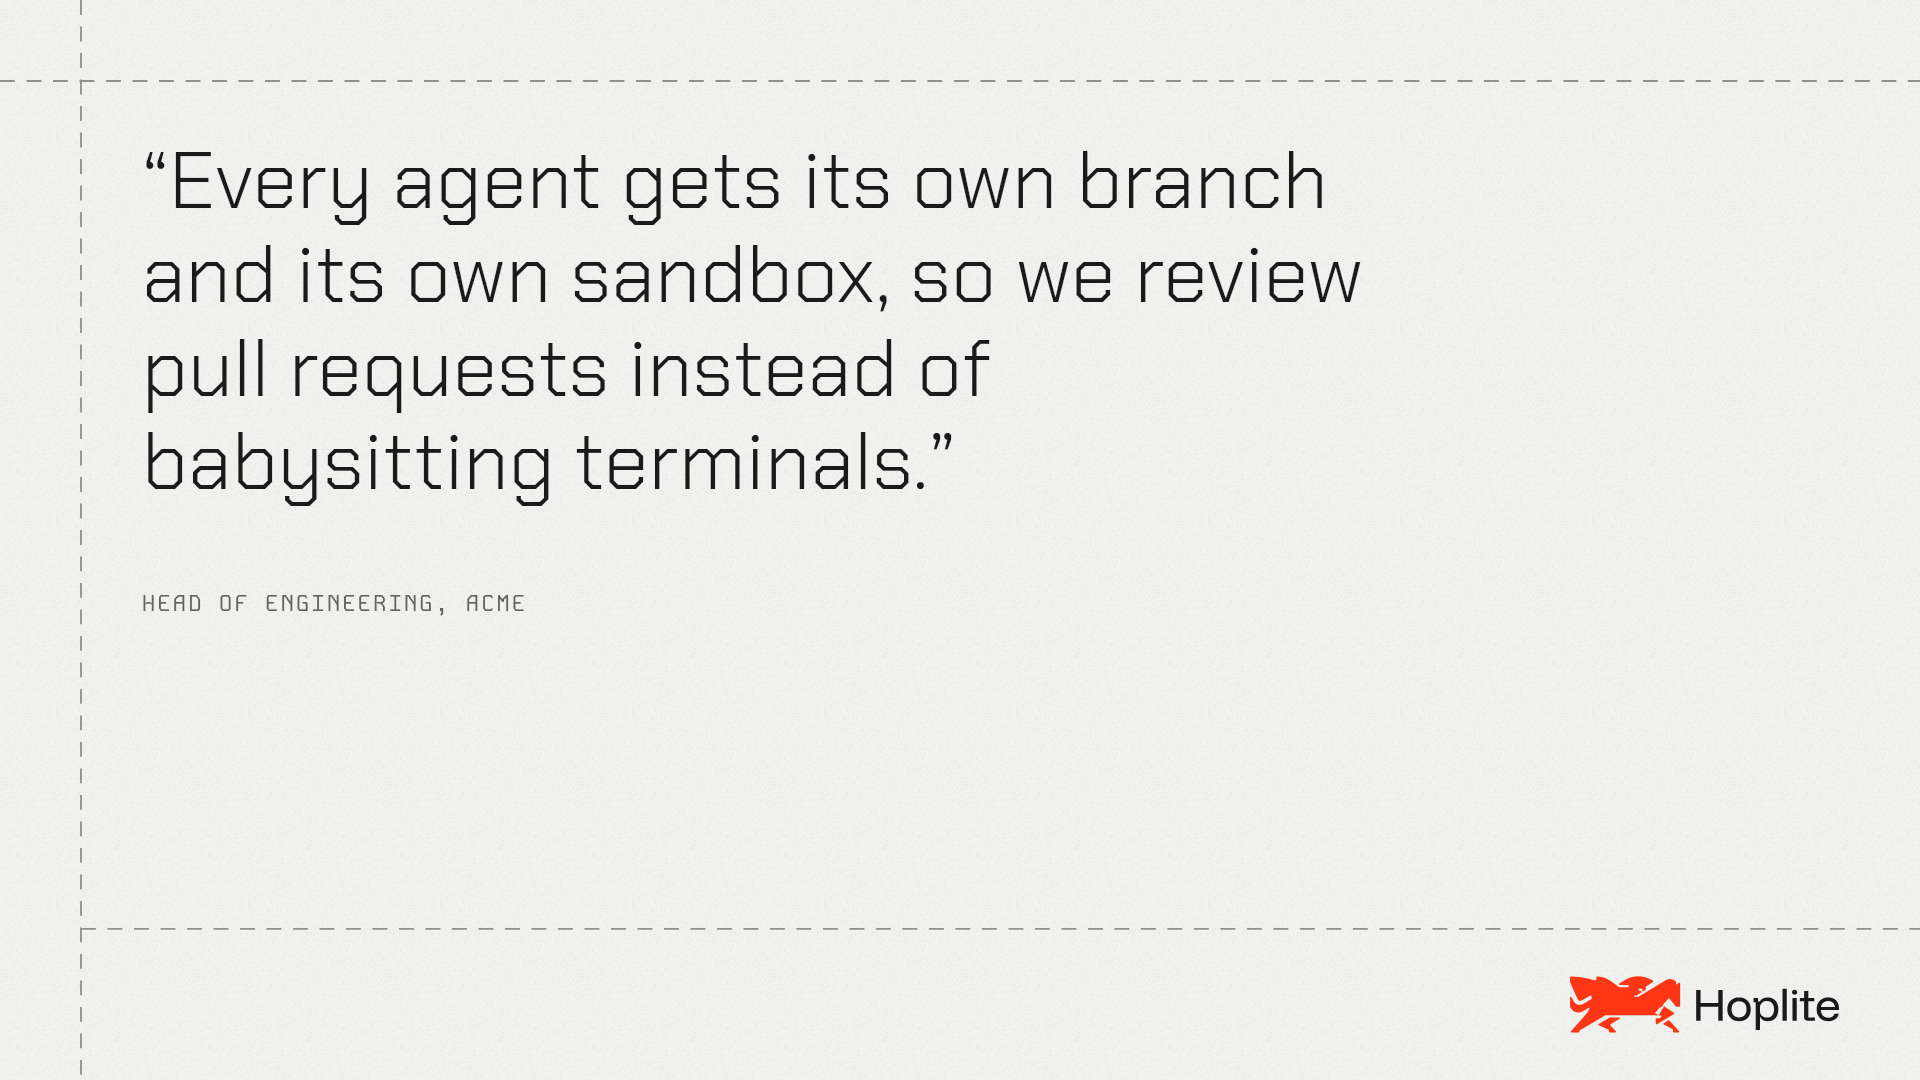 “Every agent gets its own branch
and its own sandbox, so we review
pull requests instead of
babysitting terminals.”
HEAD OF ENGINEERING, ACME
Hoplite